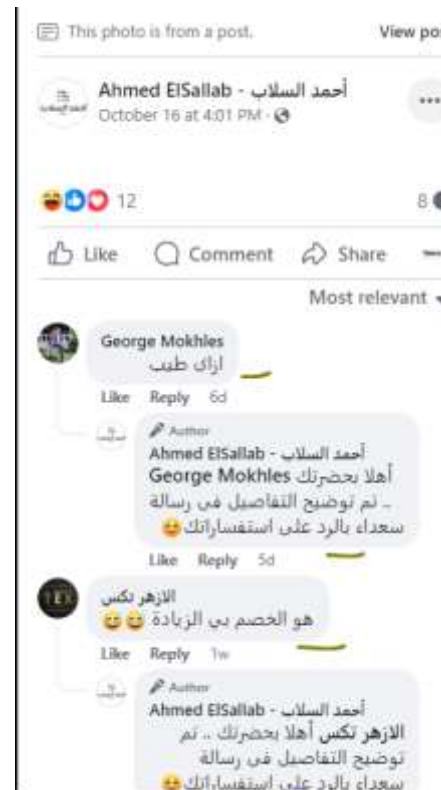 This photo is from a post.
View pos
Ahmed ElSallab - أحمد السلاب
October 16 at 4:01 PM ·
12
8
Like
Comment
Share
Most relevant
George Mokhles
ازاى طيب
Like Reply 6d
Author
Ahmed ElSallab - أحمد السلاب
George Mokhles أهلا بحضرتك
.. تم توضيح التفاصيل فى رسالة
سعداء بالرد على استفساراتك😊
Like Reply 5d
الازهر تكس
هو الخصم بي الزيادة 😄😄
Like Reply 1w
Author
Ahmed ElSallab - أحمد السلاب
الازهر تكس أهلا بحضرتك .. تم
توضيح التفاصيل فى رسالة
سعداء بالرد على استفساراتك😊